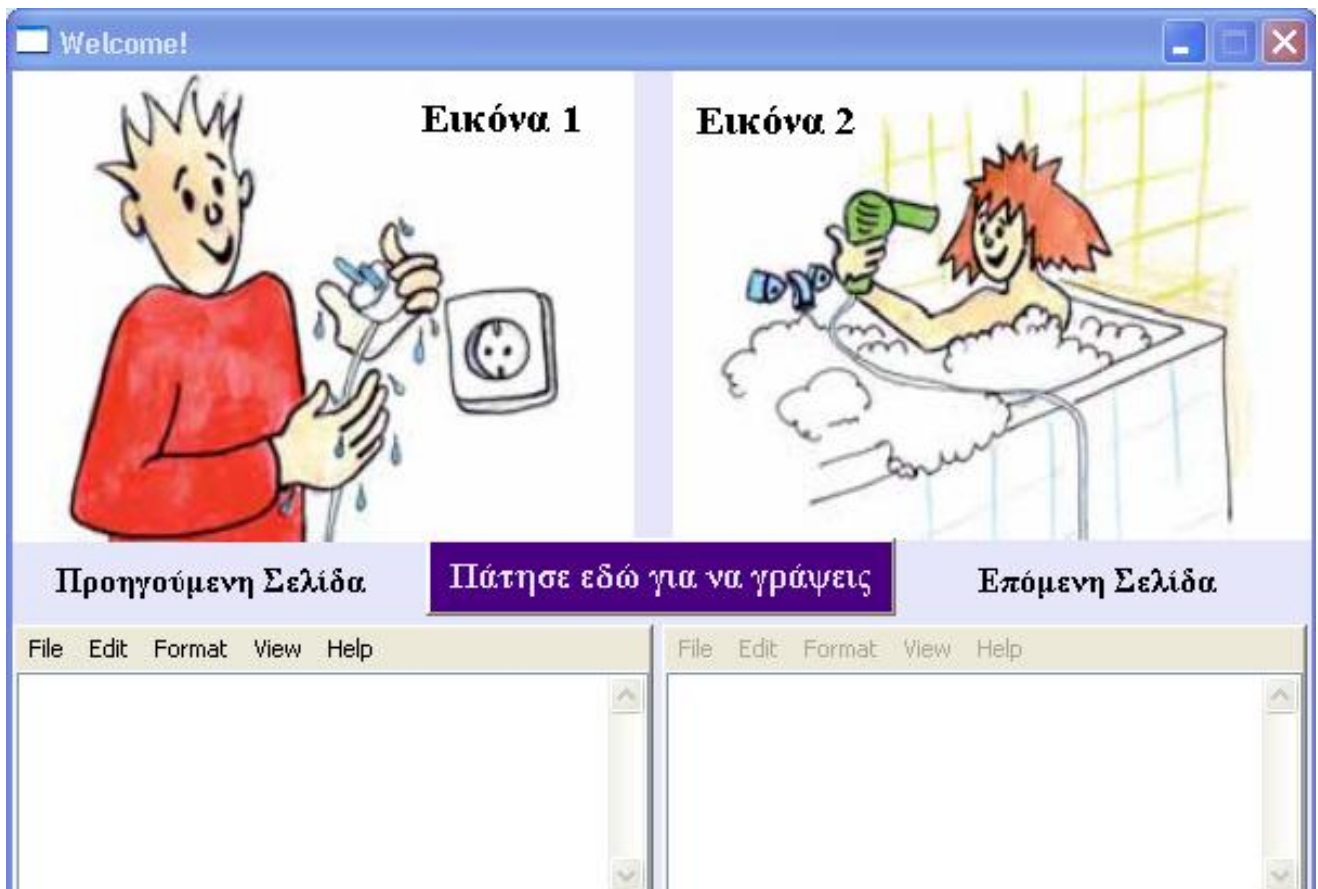 Welcome!
Εικόνα 1
Εικόνα 2
Προηγούμενη Σελίδα
Πάτησε εδώ για να γράψεις
Επόμενη Σελίδα
File Edit Format View Help
File Edit Format View Help